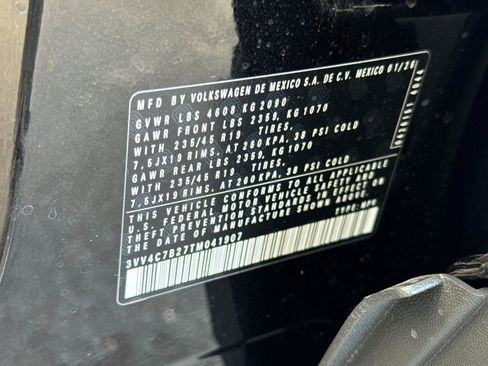 MFD BY VOLKSWAGEN DE MEXICO S.A. DE C.V. MEXICO 01/26
GVWR LBS 4608 KG 2090
GAWR FRONT LBS 2359, KG 1070
WITH 235/45 R19 TIRES,
7.5JX19 RIMS, AT 260 KPA, 38 PSI COLD
GAWR REAR LBS 2359, KG 1070
WITH 235/45 R19 TIRES,
7.5JX19 RIMS, AT 260 KPA, 38 PSI COLD
THIS VEHICLE CONFORMS TO ALL APPLICABLE
U.S. FEDERAL MOTOR VEHICLE SAFETY AND
THEFT PREVENTION STANDARDS IN EFFECT ON
THE DATE OF MANUFACTURE SHOWN ABOVE.
3VV4C7B27TM041907 TYPE: MPV